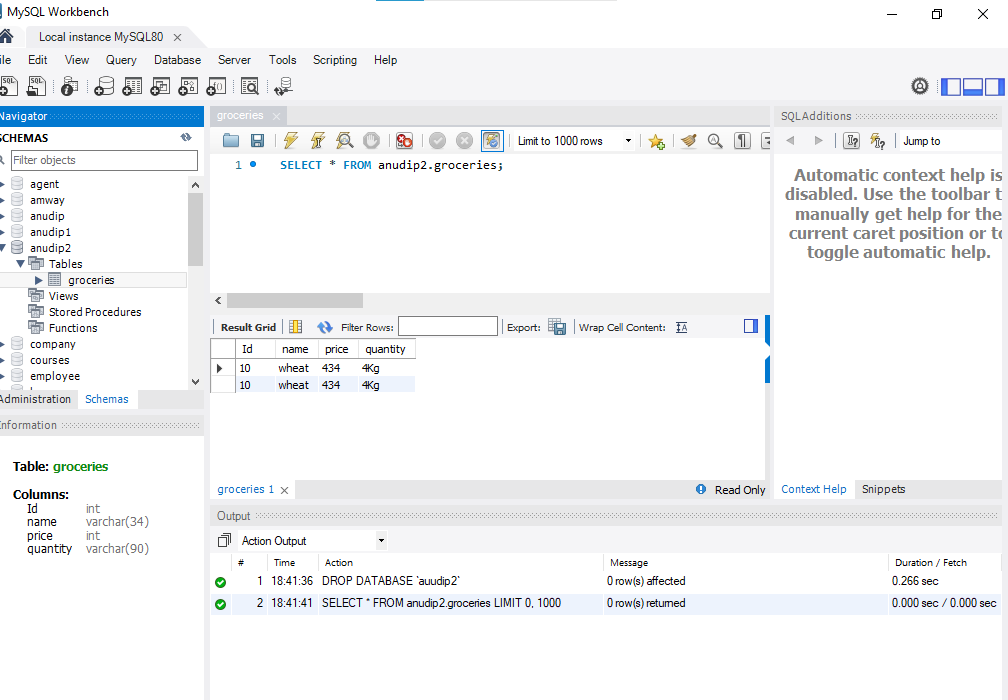 MySQL Workbench
Local instance MySQL80
ile Edit View Query Database Server Tools Scripting Help
Navigator
SCHEMAS
Filter objects
agent
amway
anudip
anudip1
anudip2
Tables
groceries
Views
Stored Procedures
Functions
company
courses
employee
Administration Schemas
Information
Table: groceries
Columns:
Id int
name varchar(34)
price int
quantity varchar(90)
groceries
Limit to 1000 rows
1 SELECT * FROM anudip2.groceries;
Result Grid Filter Rows: Export: Wrap Cell Content:
Id name price quantity
10 wheat 434 4Kg
10 wheat 434 4Kg
groceries 1 Read Only
SQLAdditions
Jump to
Automatic context help is
disabled. Use the toolbar t
manually get help for the
current caret position or to
toggle automatic help.
Context Help Snippets
Output
Action Output
# Time Action Message Duration / Fetch
1 18:41:36 DROP DATABASE `auudip2` 0 row(s) affected 0.266 sec
2 18:41:41 SELECT * FROM anudip2.groceries LIMIT 0, 1000 0 row(s) returned 0.000 sec / 0.000 sec